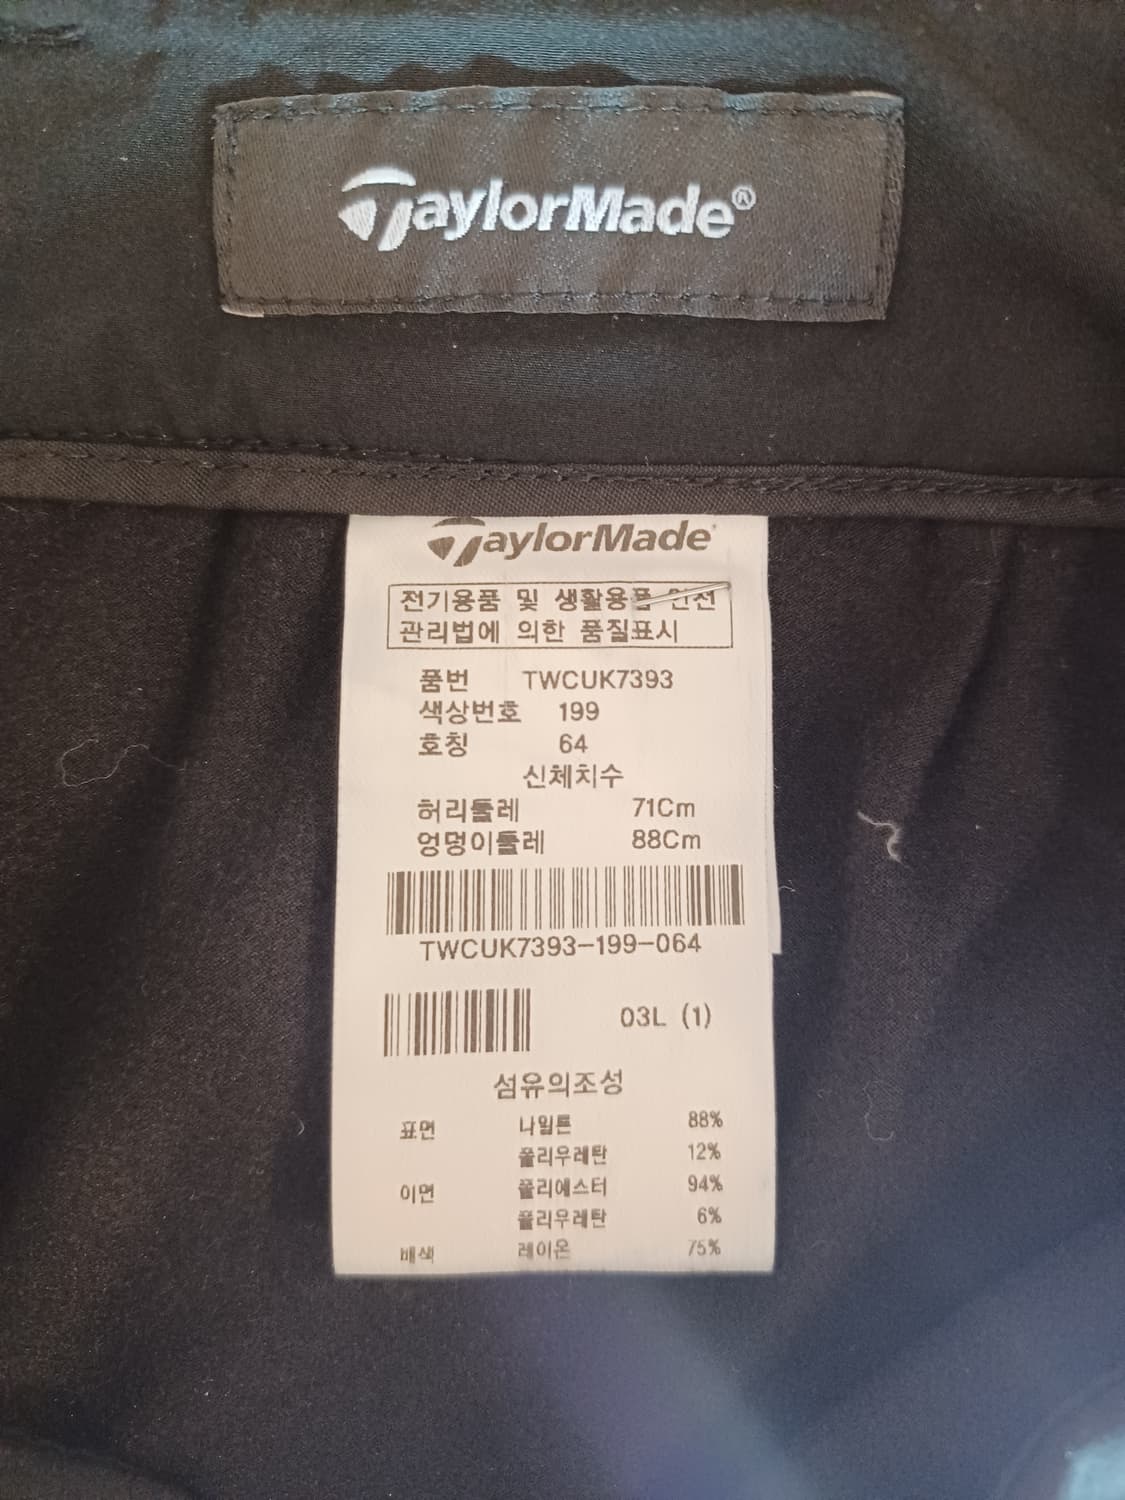 TaylorMade®
TaylorMade
전기용품 및 생활용품 안전
관리법에 의한 품질표시
품번 TWCUK7393
색상번호 199
호칭 64
신체치수
허리둘레 71Cm
엉덩이둘레 88Cm
TWCUK7393-199-064
03L (1)
섬유의조성
표면 나일론 88%
폴리우레탄 12%
이면 폴리에스터 94%
폴리우레탄 6%
배색 레이온 75%